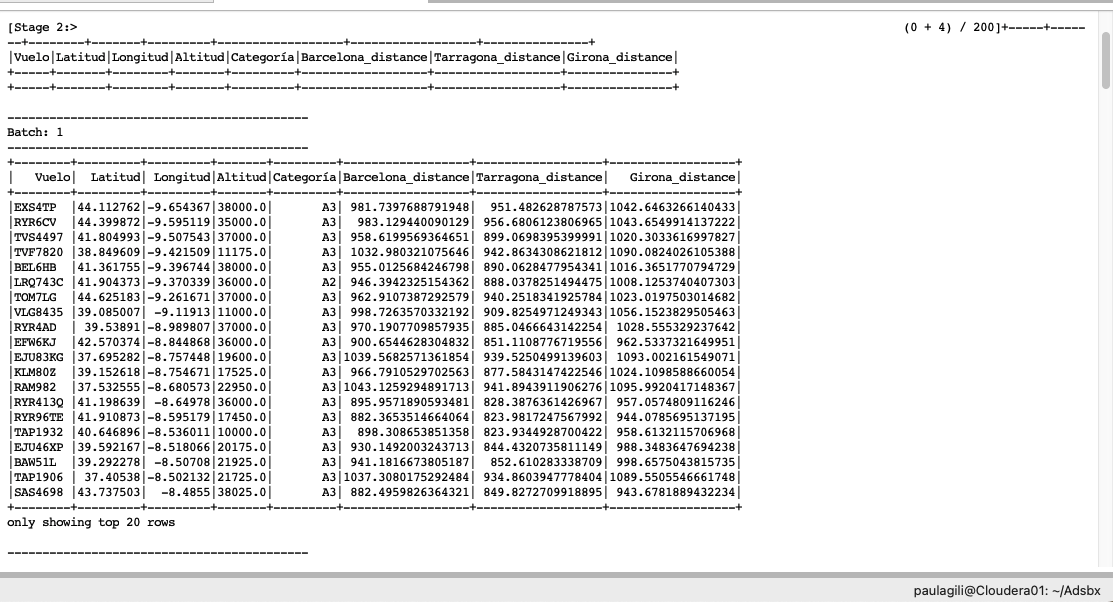 [Stage 2:>                                                        (0 + 4) / 200]+-----+-----
--+--------+-------+---------+------------------+------------------+---------------+
|Vuelo|Latitud|Longitud|Altitud|Categoría|Barcelona_distance|Tarragona_distance|Girona_distance|
+-----+-------+--------+-------+---------+------------------+------------------+---------------+
+-----+-------+--------+-------+---------+------------------+------------------+---------------+
-------------------------------------------
Batch: 1
-------------------------------------------
+--------+---------+---------+-------+---------+------------------+------------------+------------------+
|   Vuelo|  Latitud| Longitud|Altitud|Categoría|Barcelona_distance|Tarragona_distance|   Girona_distance|
+--------+---------+---------+-------+---------+------------------+------------------+------------------+
|EXS4TP  |44.112762|-9.654367|38000.0|       A3| 981.7397688791948|  951.482628787573|1042.6463266140433|
|RYR6CV  |44.399872|-9.595119|35000.0|       A3|  983.129440090129| 956.6806123806965|1043.6549914137222|
|TVS4497 |41.804993|-9.507543|37000.0|       A3| 958.6199569364651| 899.0698395399991|1020.3033616997827|
|TVF7820 |38.849609|-9.421509|11175.0|       A3|1032.980321075646| 942.8634308621812|1090.0824026105388|
|BEL6HB  |41.361755|-9.396744|38000.0|       A3| 955.0125684246798| 890.0628477954341|1016.3651770794729|
|LRQ743C |41.904373|-9.370339|36000.0|       A2| 946.3942325154362| 888.0378251494475|1008.1253740407303|
|TOM7LG  |44.625183|-9.261671|37000.0|       A3| 962.9107387292579| 940.2518341925784|1023.0197503014682|
|VLG8435 |39.085007| -9.11913|11000.0|       A3| 998.7263570332192| 909.8254971249343|1056.1523829505463|
|RYR4AD  | 39.53891|-8.989807|37000.0|       A3| 970.1907709857935| 885.0466643142254| 1028.555329237642|
|EFW6KJ  |42.570374|-8.844868|36000.0|       A3| 900.6544628304832| 851.1108776719556| 962.5337321649951|
|EJU83KG |37.695282|-8.757448|19600.0|       A3|1039.5682571361854| 939.5250499139603| 1093.002161549071|
|KLM80Z  |39.152618|-8.754671|17525.0|       A3| 966.7910529702563| 877.5843147422546|1024.1098588660054|
|RAM982  |37.532555|-8.680573|22950.0|       A3|1043.1259294891713| 941.8943911906276|1095.9920417148367|
|RYR413Q |41.198639| -8.64978|36000.0|       A3| 895.9571890593481| 828.3876361426967| 957.0574809116246|
|RYR96TE |41.910873|-8.595179|17450.0|       A3| 882.3653514664064| 823.9817247567992| 944.0785695137195|
|TAP1932 |40.646896|-8.536011|10000.0|       A3|  898.308653851358| 823.9344928700422| 958.6132115706968|
|EJU46XP |39.592167|-8.518066|20175.0|       A3| 930.1492003243713| 844.4320735811149| 988.3483647694238|
|BAW51L  |39.292278| -8.50708|21925.0|       A3| 941.1816673805187|  852.610283338709| 998.6575043815735|
|TAP1906 | 37.40538|-8.502132|21725.0|       A3|1037.3080175292484| 934.8603947778404|1089.5505546661748|
|SAS4698 |43.737503|  -8.4855|38025.0|       A3| 882.4959826364321| 849.8272709918895| 943.6781889432234|
+--------+---------+---------+-------+---------+------------------+------------------+------------------+
only showing top 20 rows
-------------------------------------------
paulagili@Cloudera01: ~/Adsbx